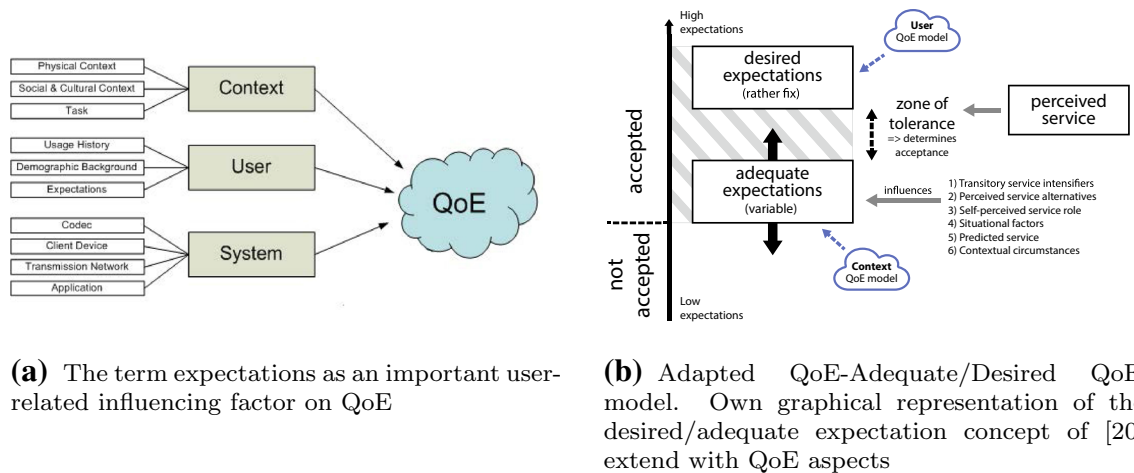 Physical Context
Social & Cultural Context
Task
Context
Usage History
Demographic Background
Expectations
User
Codec
Client Device
Transmission Network
Application
System
QoE
(a) The term expectations as an important user-
related influencing factor on QoE
High
expectations
accepted
not
accepted
Low
expectations
desired
expectations
(rather fix)
User
QoE model
zone of
tolerance
=> determines
acceptance
perceived
service
adequate
expectations
(variable)
influences
1) Transitory service intensifiers
2) Perceived service alternatives
3) Self-perceived service role
4) Situational factors
5) Predicted service
6) Contextual circumstances
Context
QoE model
(b) Adapted QoE-Adequate/Desired QoE
model. Own graphical representation of th
desired/adequate expectation concept of [20
extend with QoE aspects